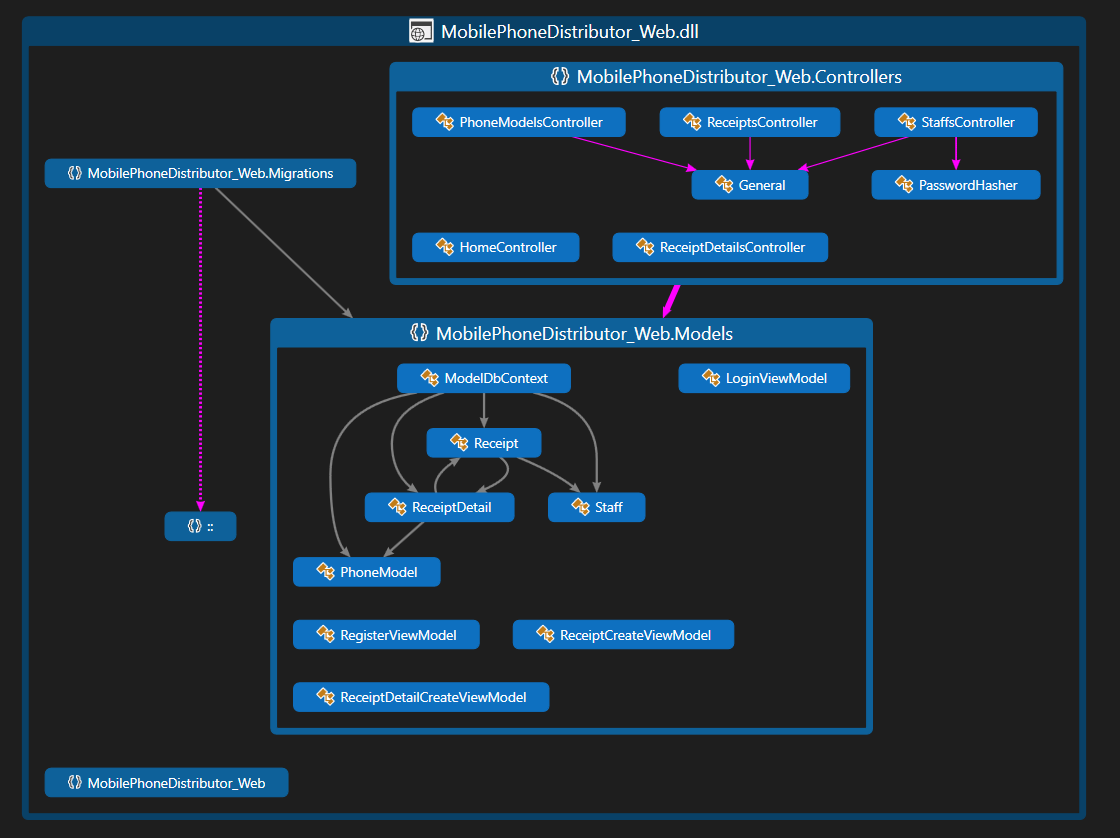 MobilePhoneDistributor_Web.dll
MobilePhoneDistributor_Web.Controllers
PhoneModelsController
ReceiptsController
StaffsController
MobilePhoneDistributor_Web.Migrations
General
PasswordHasher
HomeController
ReceiptDetailsController
MobilePhoneDistributor_Web.Models
ModelDbContext
LoginViewModel
Receipt
ReceiptDetail
Staff
::
PhoneModel
RegisterViewModel
ReceiptCreateViewModel
ReceiptDetailCreateViewModel
MobilePhoneDistributor_Web